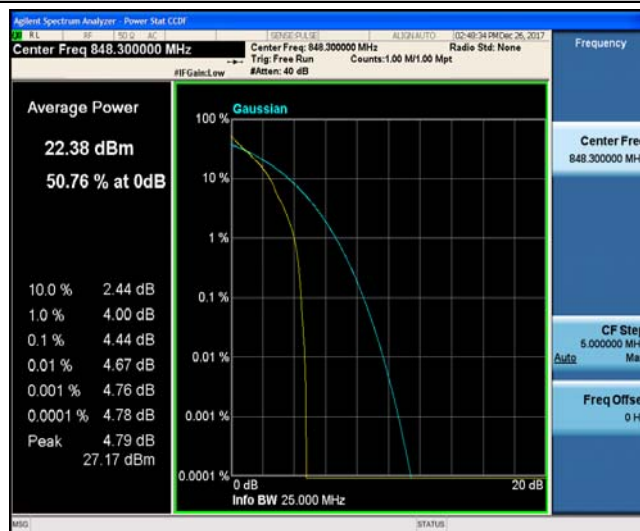 Agilent Spectrum Analyzer - Power Stat CCDF
RL RF 50 Ω AC SENSE:PULSE ALIGN AUTO 02:48:34 PM Dec 26, 2017
Center Freq 848.300000 MHz
Center Freq: 848.300000 MHz Radio Std: None
Trig: Free Run Counts:1.00 M/1.00 Mpt
#IFGain:Low #Atten: 40 dB
Frequency
Average Power
22.38 dBm
50.76 % at 0dB
10.0 % 2.44 dB
1.0 % 4.00 dB
0.1 % 4.44 dB
0.01 % 4.67 dB
0.001 % 4.76 dB
0.0001 % 4.78 dB
Peak 4.79 dB
27.17 dBm
Gaussian
100 %
10 %
1 %
0.1 %
0.01 %
0.001 %
0.0001 %
0 dB 20 dB
Info BW 25.000 MHz
Center Fre
848.300000 MH
CF Step
5.000000 MH
Auto Ma
Freq Offse
0 H
MSG STATUS